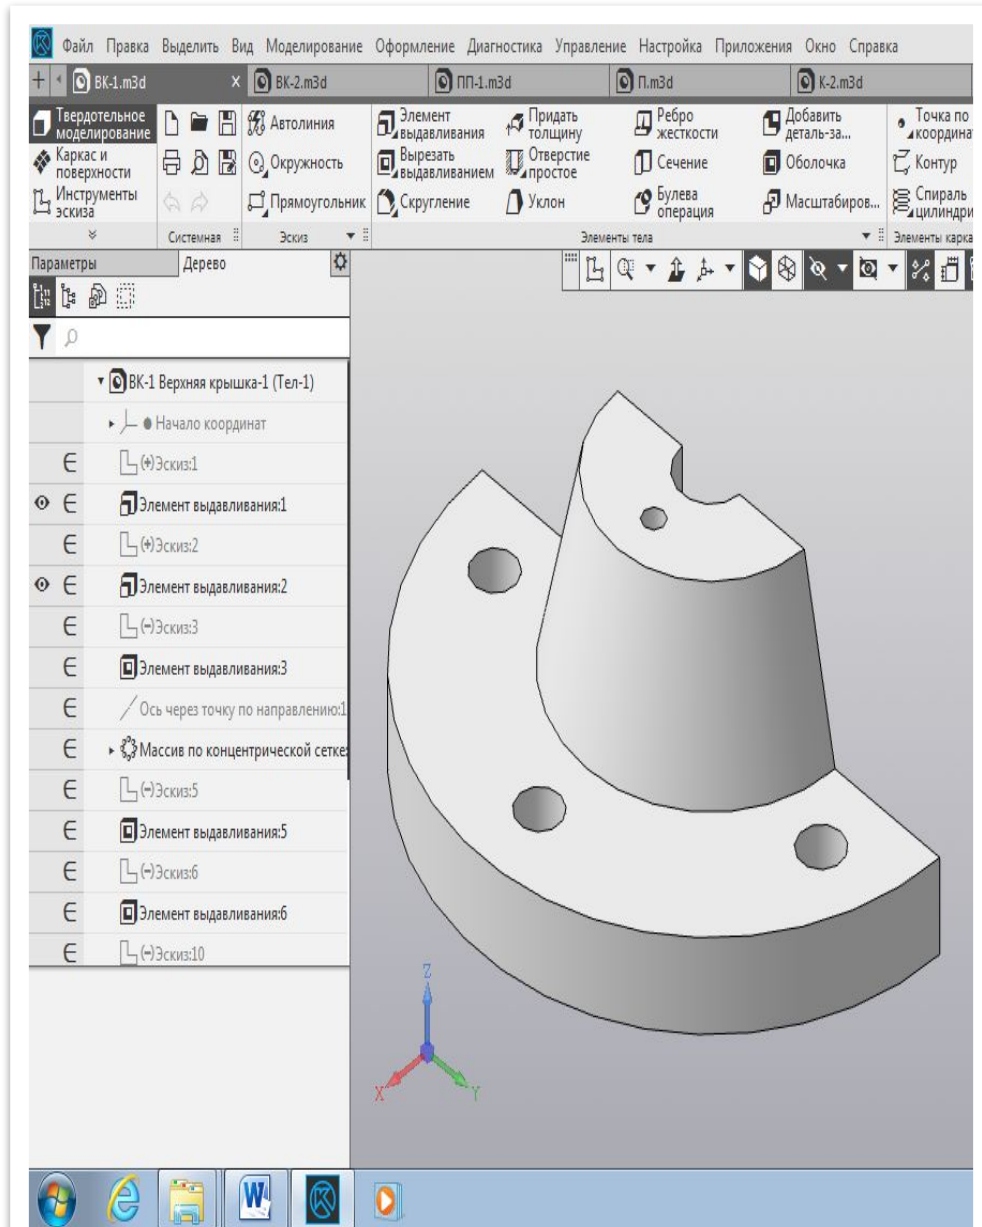 Файл Правка Выделить Вид Моделирование Оформление Диагностика Управление Настройка Приложения Окно Справка
ВК-1.m3d ВК-2.m3d ПП-1.m3d П.m3d К-2.m3d
Твердотельное моделирование
Каркас и поверхности
Инструменты эскиза
Системная
Автолиния
Окружность
Прямоугольник
Эскиз
Элемент выдавливания
Вырезать выдавливанием
Скругление
Придать толщину
Отверстие простое
Уклон
Ребро жесткости
Сечение
Булева операция
Добавить деталь-за...
Оболочка
Масштабиров...
Элементы тела
Точка по координа
Контур
Спираль цилиндри
Элементы карка
Параметры Дерево
ВК-1 Верхняя крышка-1 (Тел-1)
Начало координат
(+)Эскиз:1
Элемент выдавливания:1
(+)Эскиз:2
Элемент выдавливания:2
(-)Эскиз:3
Элемент выдавливания:3
Ось через точку по направлению:1
Массив по концентрической сетке:
(-)Эскиз:5
Элемент выдавливания:5
(-)Эскиз:6
Элемент выдавливания:6
(-)Эскиз:10
Z
X
Y